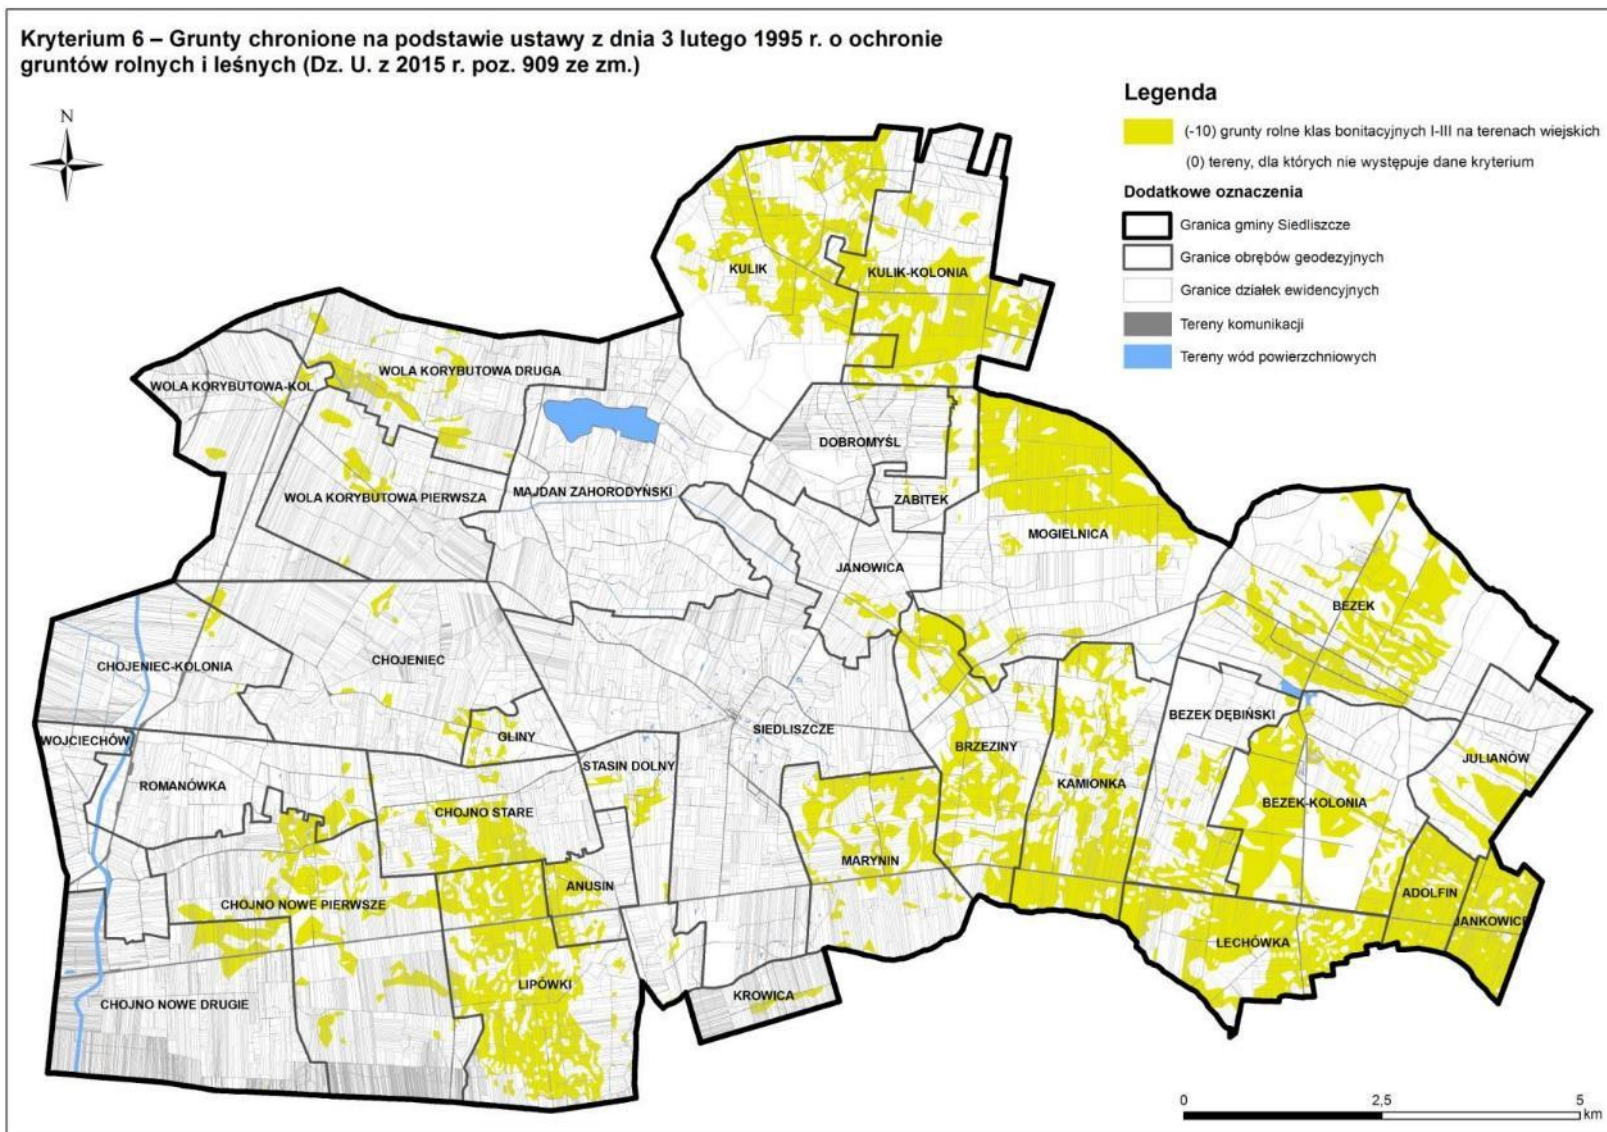 Kryterium 6 – Grunty chronione na podstawie ustawy z dnia 3 lutego 1995 r. o ochronie
gruntów rolnych i leśnych (Dz. U. z 2015 r. poz. 909 ze zm.)
N
Legenda
(-10) grunty rolne klas bonitacyjnych I-III na terenach wiejskich
(0) tereny, dla których nie występuje dane kryterium
Dodatkowe oznaczenia
Granica gminy Siedliszcze
Granice obrębów geodezyjnych
Granice działek ewidencyjnych
Tereny komunikacji
Tereny wód powierzchniowych
KULIK
KULIK-KOLONIA
WOLA KORYBUTOWA-KOL
WOLA KORYBUTOWA DRUGA
DOBROMYŚL
WOLA KORYBUTOWA PIERWSZA
MAJDAN ZAHORODYŃSKI
ZABITEK
MOGIELNICA
JANOWICA
BEZEK
CHOJENIEC-KOLONIA
CHOJENIEC
BEZEK DĘBIŃSKI
WOJCIECHÓW
GLINY
SIEDLISZCZE
BRZEZINY
JULIANÓW
STASIN DOLNY
ROMANÓWKA
KAMIONKA
BEZEK-KOLONIA
CHOJNO STARE
MARYNIN
ANUSIN
ADOLFIN
CHOJNO NOWE PIERWSZE
JANKOWICE
LECHÓWKA
LIPÓWKI
KROWICA
CHOJNO NOWE DRUGIE
0 2,5 5
km